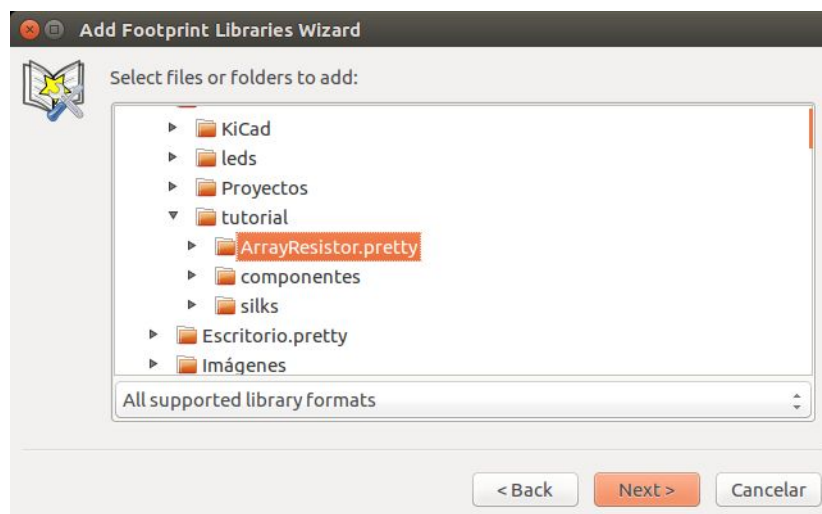 Add Footprint Libraries Wizard
Select files or folders to add:
KiCad
leds
Proyectos
tutorial
ArrayResistor.pretty
componentes
silks
Escritorio.pretty
Imágenes
All supported library formats
< Back Next > Cancelar